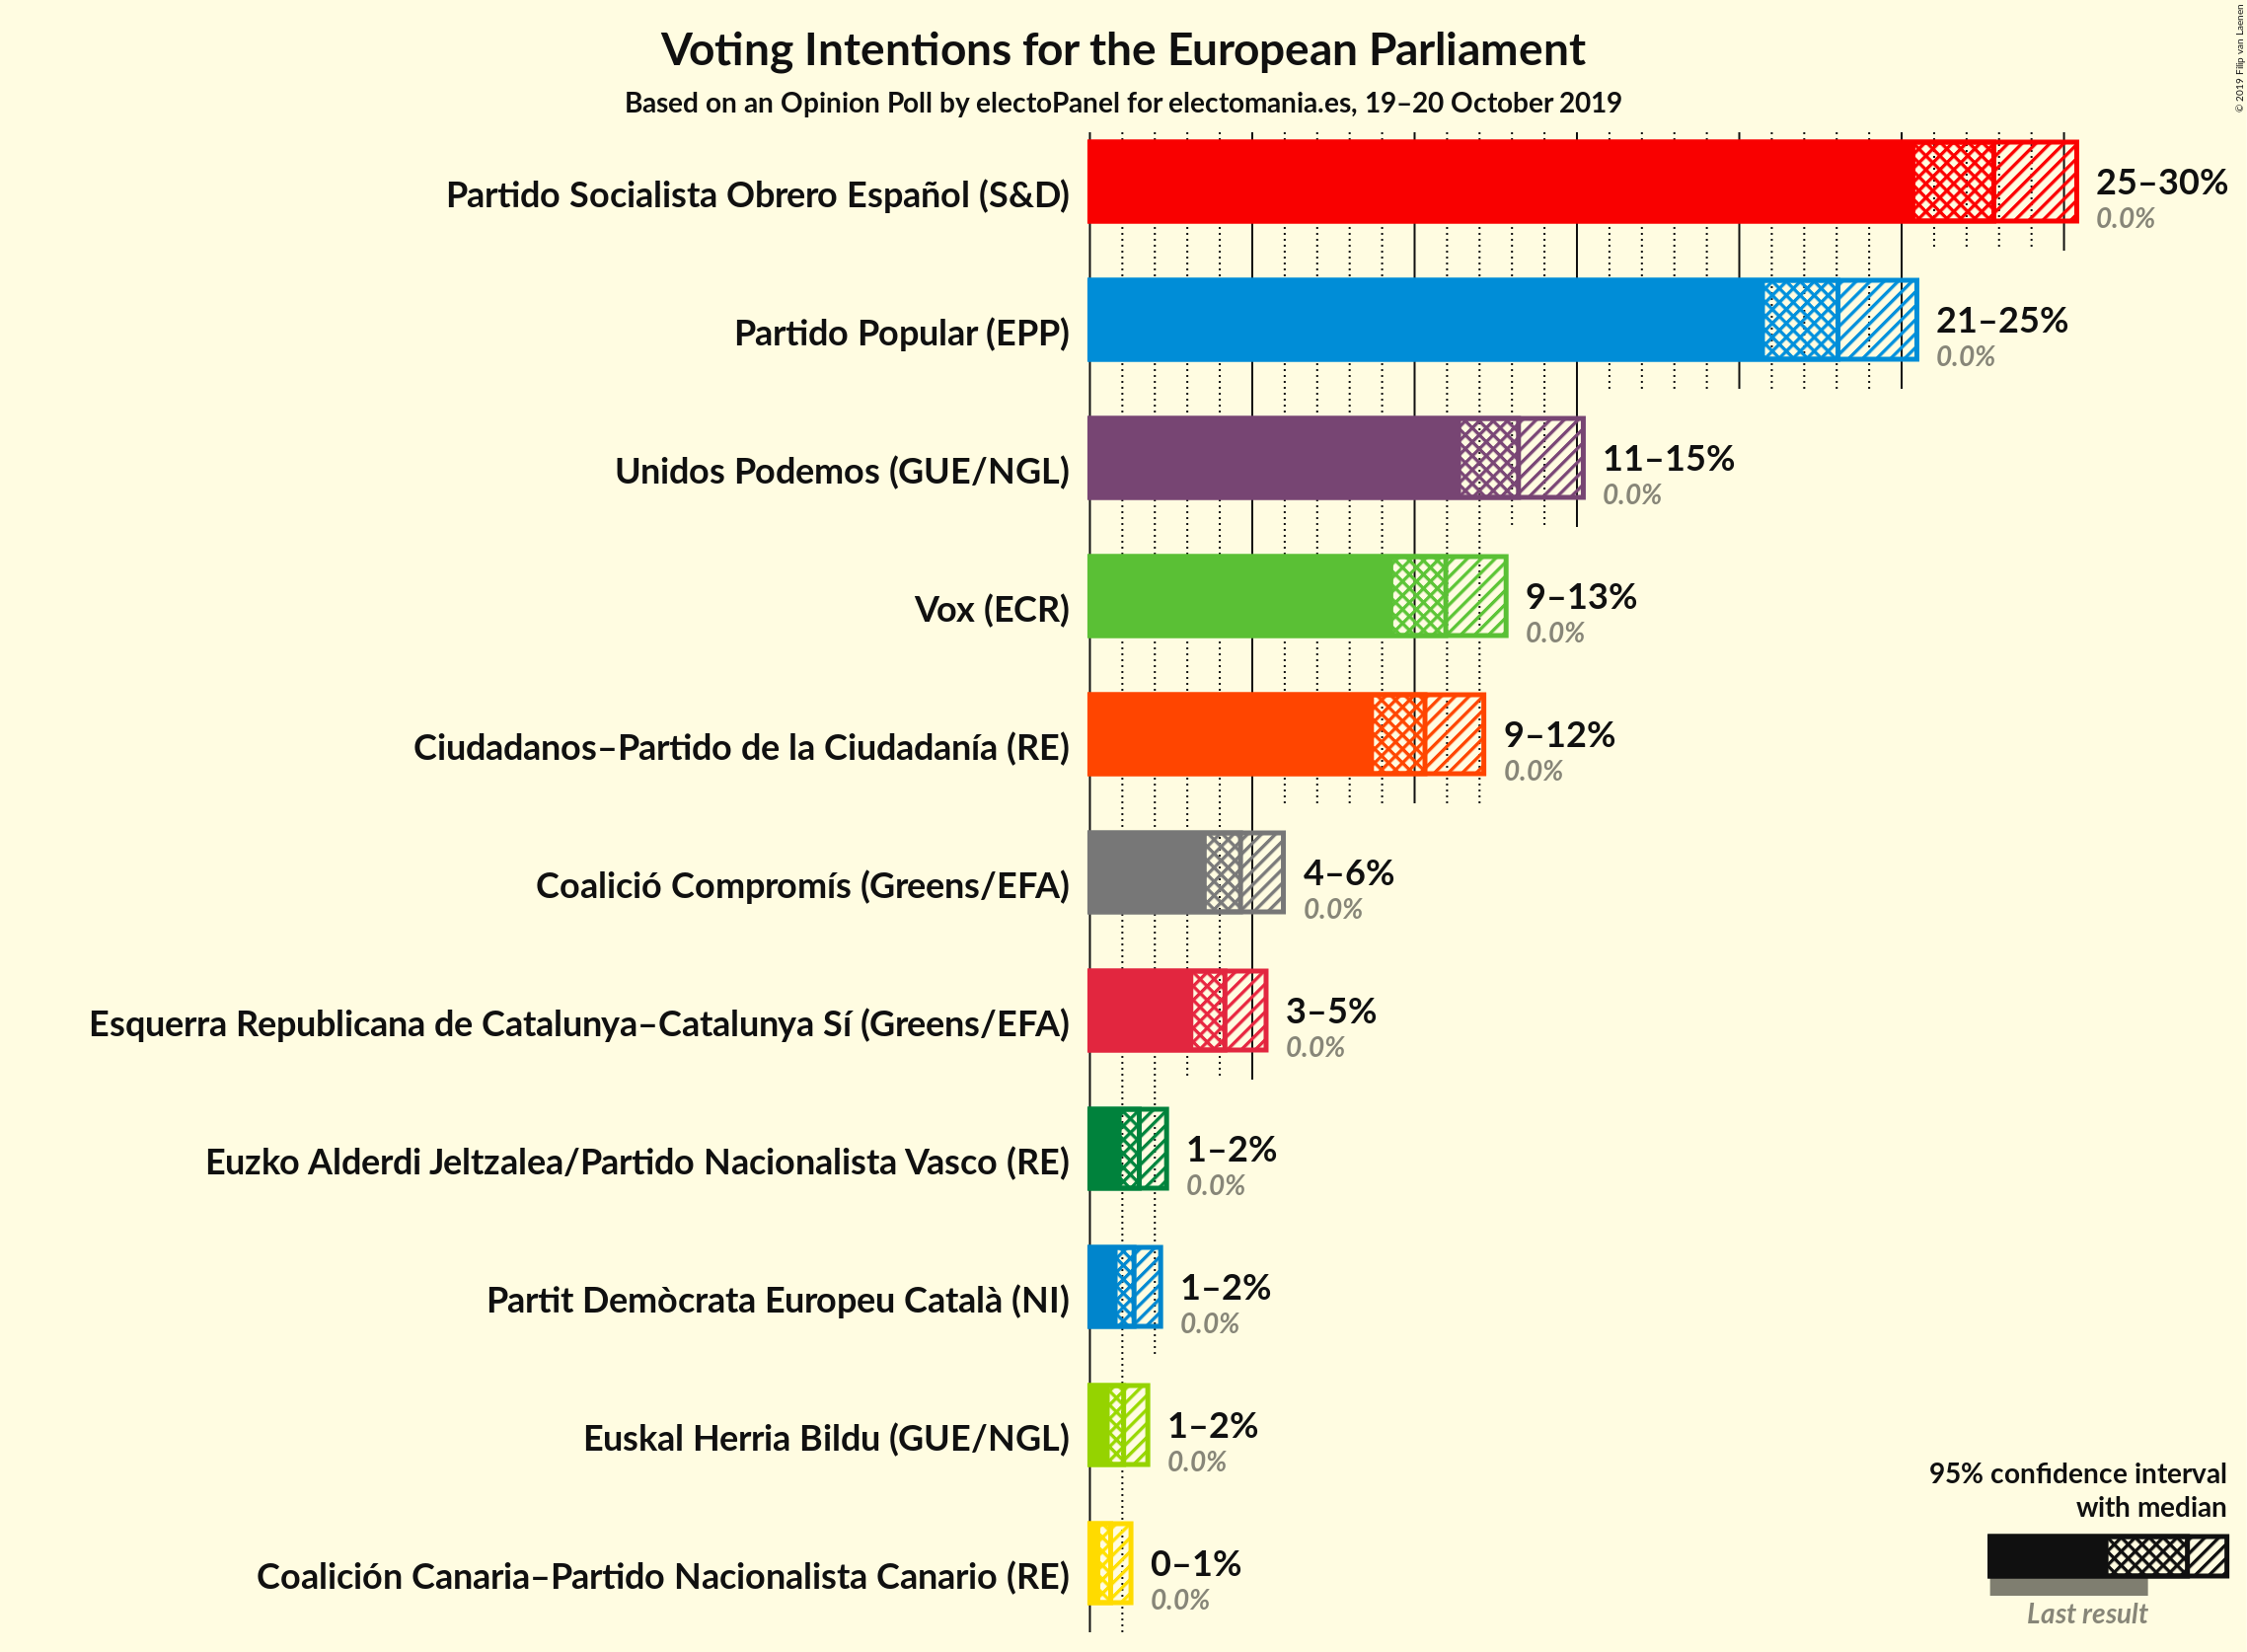 Voting Intentions for the European Parliament
Based on an Opinion Poll by electoPanel for electomania.es, 19–20 October 2019
© 2019 Filip van Laenen
Partido Socialista Obrero Español (S&D)
25–30%
0.0%
Partido Popular (EPP)
21–25%
0.0%
Unidos Podemos (GUE/NGL)
11–15%
0.0%
Vox (ECR)
9–13%
0.0%
Ciudadanos–Partido de la Ciudadanía (RE)
9–12%
0.0%
Coalició Compromís (Greens/EFA)
4–6%
0.0%
Esquerra Republicana de Catalunya–Catalunya Sí (Greens/EFA)
3–5%
0.0%
Euzko Alderdi Jeltzalea/Partido Nacionalista Vasco (RE)
1–2%
0.0%
Partit Demòcrata Europeu Català (NI)
1–2%
0.0%
Euskal Herria Bildu (GUE/NGL)
1–2%
0.0%
Coalición Canaria–Partido Nacionalista Canario (RE)
0–1%
0.0%
95% confidence interval
with median
Last result